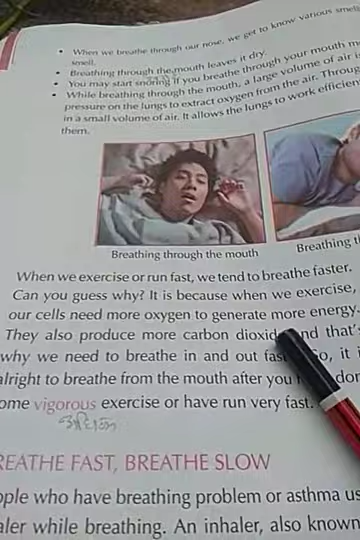 When we breathe through our nose, we get to know various smells
smell.
Breathing through the mouth leaves it dry.
You may start snoring if you breathe through your mouth
While breathing through the mouth, a large volume of air is
pressure on the lungs to extract oxygen from the air.
in a small volume of air. It allows the lungs to work
them.
Breathing through the mouth
Breathing
When we exercise or run fast, we tend to breathe faster.
Can you guess why? It is because when we exercise,
our cells need more oxygen to generate more energy.
They also produce more carbon and that's
why we need to breathe in and out it
alright to breathe from the mouth after you
vigorous exercise or have run very fast.
BREATHE FAST, BREATHE SLOW
who have breathing problem or asthma
while breathing. An inhaler, also known